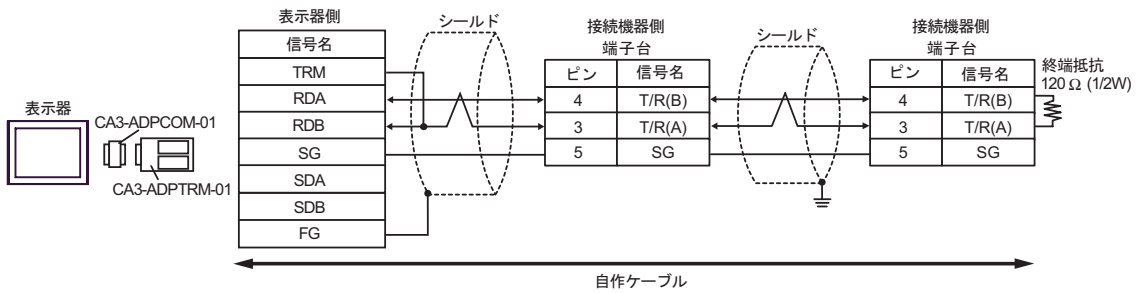 表示器
CA3-ADPCOM-01
CA3-ADPTRM-01
表示器側
信号名
TRM
RDA
RDB
SG
SDA
SDB
FG
シールド
接続機器側
端子台
ピン 信号名
4 T/R(B)
3 T/R(A)
5 SG
シールド
接続機器側
端子台
ピン 信号名
4 T/R(B)
3 T/R(A)
5 SG
終端抵抗
120 Ω (1/2W)
自作ケーブル